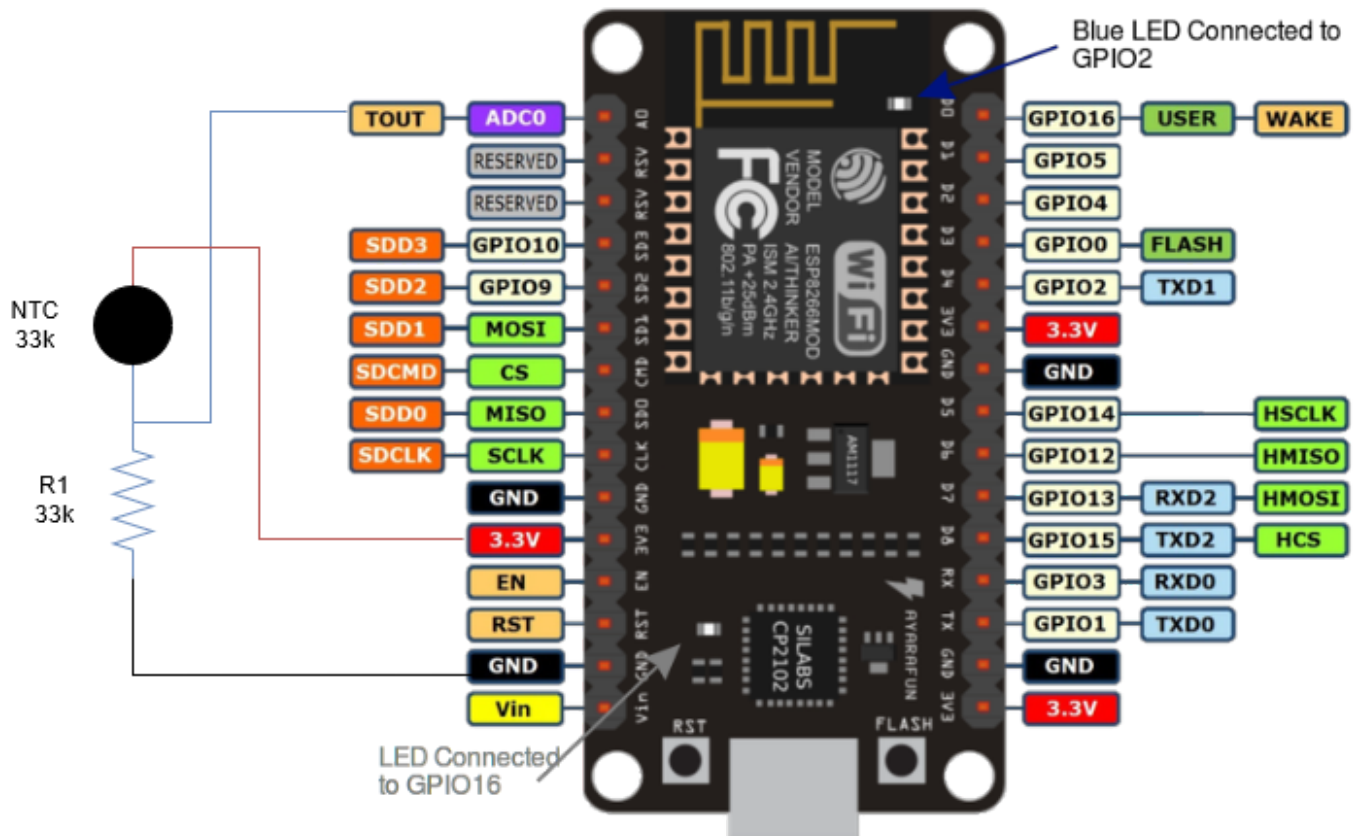 Blue LED Connected to
GPIO2
TOUT ADC0
RESERVED
RESERVED
SDD3 GPIO10
SDD2 GPIO9
SDD1 MOSI
SDCMD CS
SDD0 MISO
SDCLK SCLK
GND
3.3V
EN
RST
GND
Vin
NTC
33k
R1
33k
A0
RSV
RSV
SD3
SD2
SD1
CMD
SD0
CLK
GND
3V3
EN
RST
GND
Vin
FC
MODEL
VENDOR
ESP8266MOD
AI/THINKER
ISM 2.4GHz
PA +25dBm
802.11b/g/n
WiFi
AM1117
SILABS
CP2102
AYARAFUN
RST
FLASH
D0
D1
D2
D3
D4
3V3
GND
D5
D6
D7
D8
RX
TX
GND
3V3
GPIO16 USER WAKE
GPIO5
GPIO4
GPIO0 FLASH
GPIO2 TXD1
3.3V
GND
GPIO14 HSCLK
GPIO12 HMISO
GPIO13 RXD2 HMOSI
GPIO15 TXD2 HCS
GPIO3 RXD0
GPIO1 TXD0
GND
3.3V
LED Connected
to GPIO16